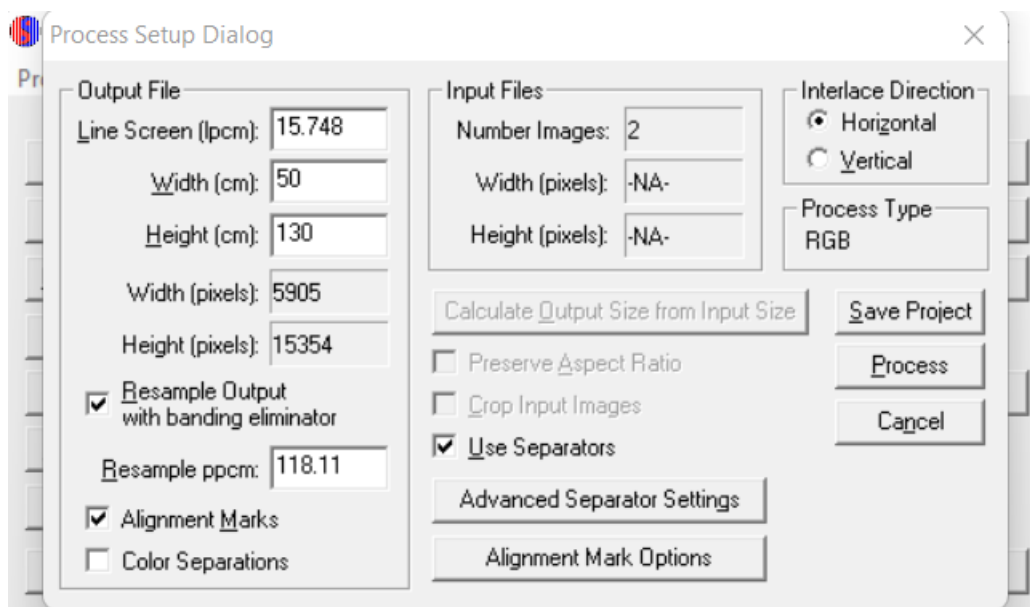 Process Setup Dialog
Pr
Output File
Line Screen (lpcm): 15.748
Width (cm): 50
Height (cm): 130
Width (pixels): 5905
Height (pixels): 15354
Resample Output
with banding eliminator
Resample ppcm: 118.11
Alignment Marks
Color Separations
Input Files
Number Images: 2
Width (pixels): -NA-
Height (pixels): -NA-
Calculate Output Size from Input Size
Preserve Aspect Ratio
Crop Input Images
Use Separators
Advanced Separator Settings
Alignment Mark Options
Interlace Direction
Horizontal
Vertical
Process Type
RGB
Save Project
Process
Cancel